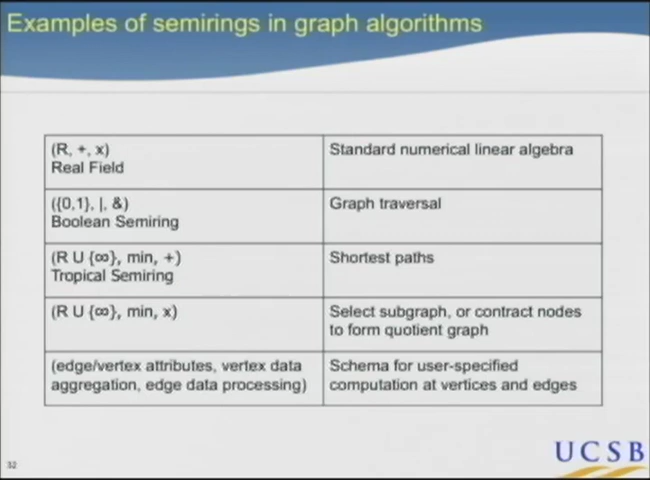 Examples of semirings in graph algorithms
(R, +, x)
Real Field
Standard numerical linear algebra
({0,1}, |, &)
Boolean Semiring
Graph traversal
(R U {∞}, min, +)
Tropical Semiring
Shortest paths
(R U {∞}, min, x)
Select subgraph, or contract nodes
to form quotient graph
(edge/vertex attributes, vertex data
aggregation, edge data processing)
Schema for user-specified
computation at vertices and edges
32
UCSB